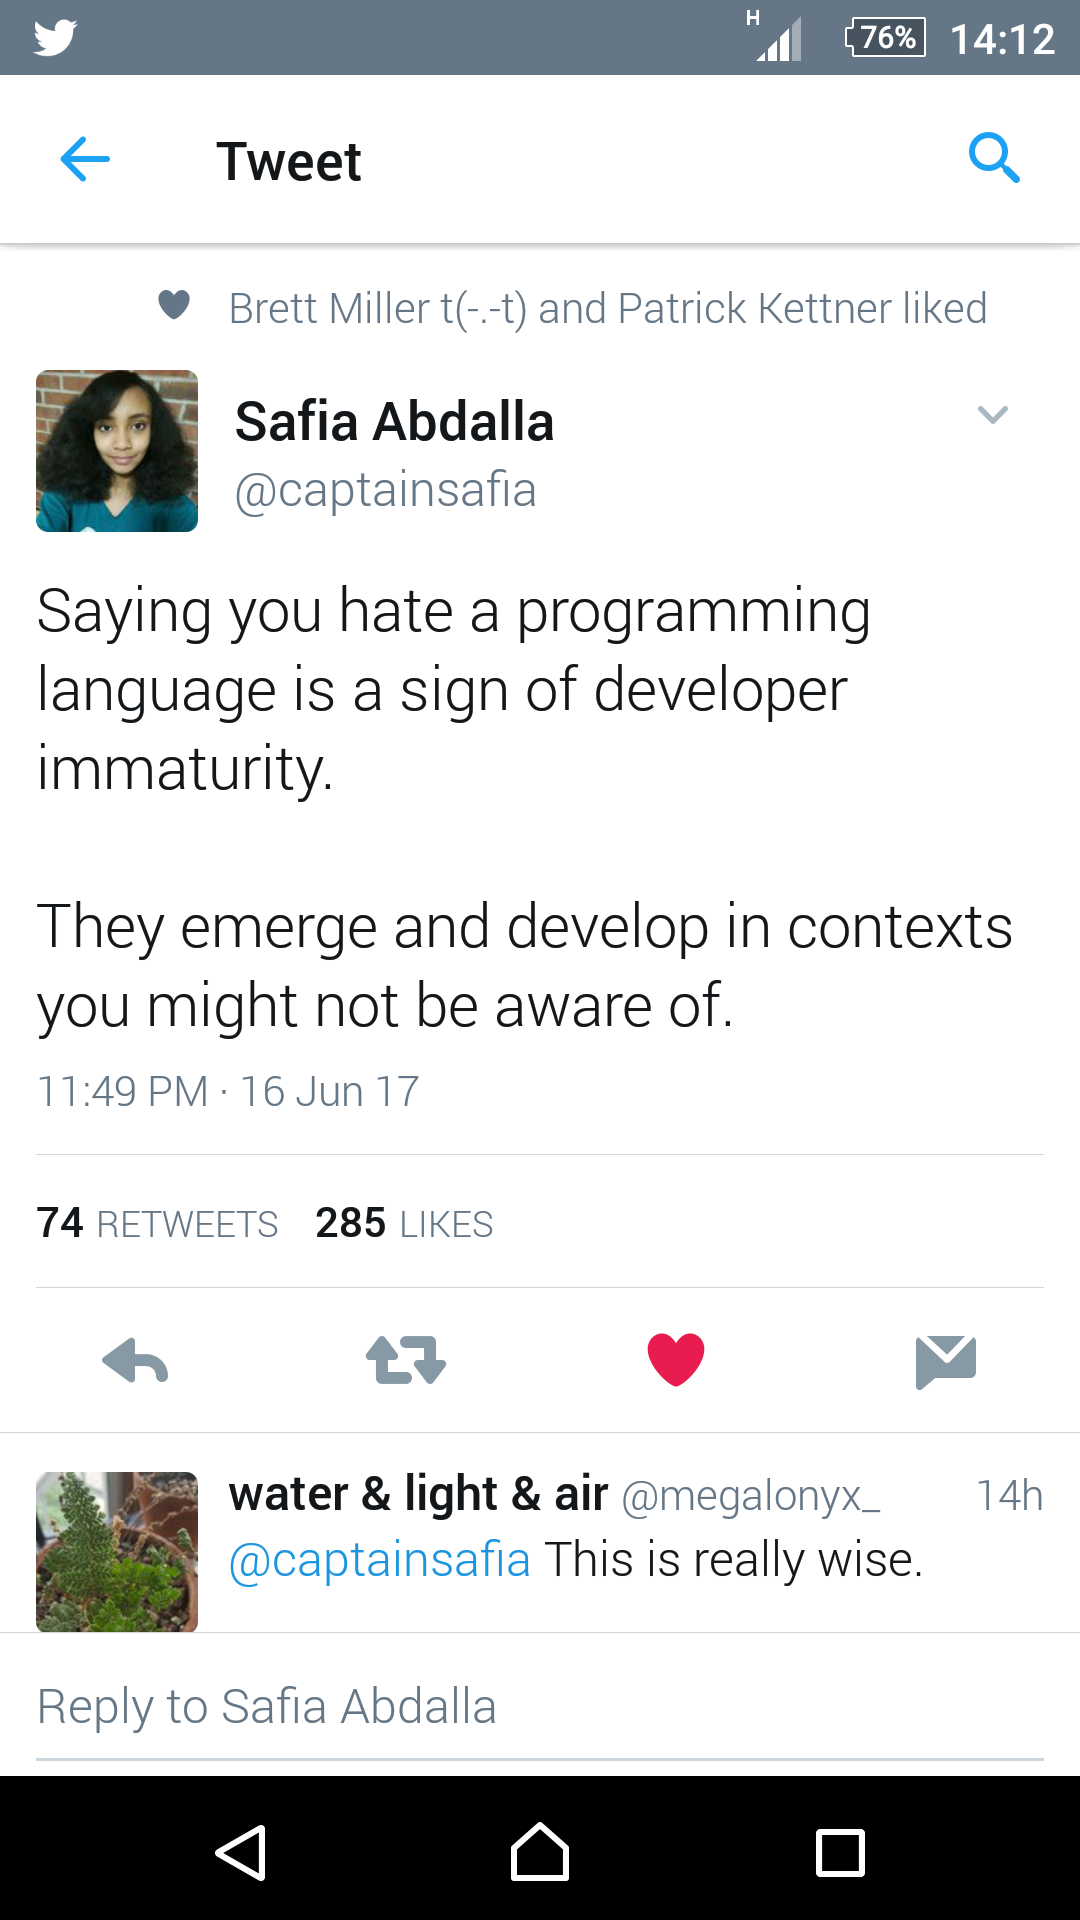 H
76%
14:12
Tweet
Brett Miller t(-.-t) and Patrick Kettner liked
Safia Abdalla
@captainsafia
Saying you hate a programming
language is a sign of developer
immaturity.
They emerge and develop in contexts
you might not be aware of.
11:49 PM · 16 Jun 17
74 RETWEETS 285 LIKES
water & light & air @megalonyx_ 14h
@captainsafia This is really wise.
Reply to Safia Abdalla